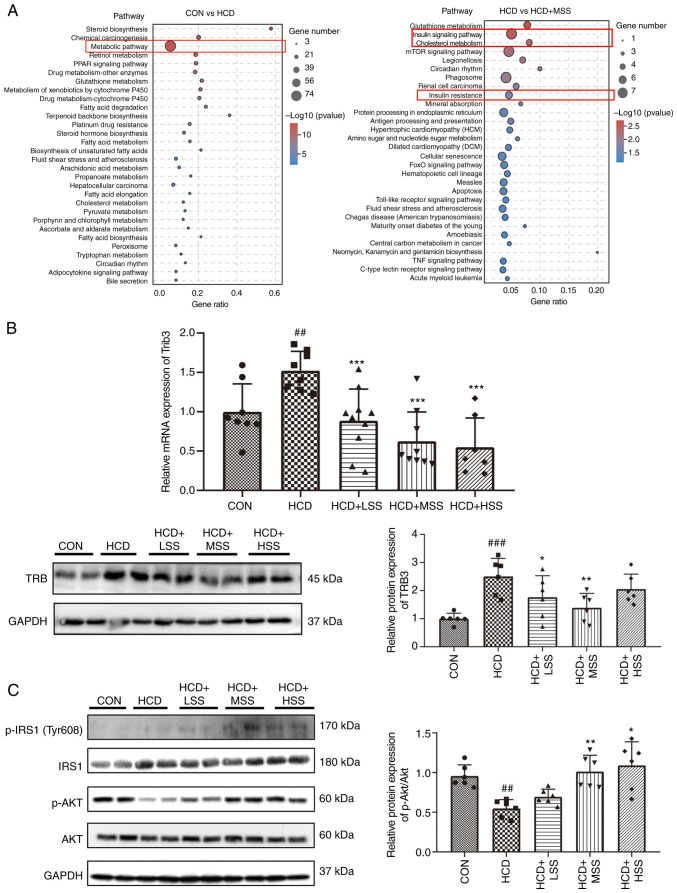 A
Pathway
CON vs HCD
Steroid biosynthesis
Chemical carcinogenesis
Metabolic pathway
Retinol metabolism
PPAR signaling pathway
Drug metabolism-other enzymes
Glutathione metabolism
Metabolism of xenobiotics by cytochrome P450
Drug metabolism-cytochrome P450
Fatty acid degradation
Terpenoid backbone biosynthesis
Platinum drug resistance
Steroid hormone biosynthesis
Fatty acid metabolism
Biosynthesis of unsaturated fatty acids
Fluid shear stress and atherosclerosis
Arachidonic acid metabolism
Propanoate metabolism
Hepatocellular carcinoma
Fatty acid elongation
Cholesterol metabolism
Pyruvate metabolism
Porphyrin and chlorophyll metabolism
Ascorbate and aldarate metabolism
Fatty acid biosynthesis
Peroxisome
Tryptophan metabolism
Circadian rhythm
Adipocytokine signaling pathway
Bile secretion
0 0.2 0.4 0.6
Gene ratio
Gene number
3
21
39
56
74
−Log10 (pvalue)
10
5
Pathway
HCD vs HCD+MSS
Glutathione metabolism
Insulin signaling pathway
Cholesterol metabolism
mTOR signaling pathway
Legionellosis
Circadian rhythm
Phagosome
Renal cell carcinoma
Insulin resistance
Mineral absorption
Protein processing in endoplasmic reticulum
Antigen processing and presentation
Hypertrophic cardiomyopathy (HCM)
Amino sugar and nucleotide sugar metabolism
Dilated cardiomyopathy (DCM)
Cellular senescence
FoxO signaling pathway
Hematopoietic cell lineage
Measles
Apoptosis
Toll-like receptor signaling pathway
Fluid shear stress and atherosclerosis
Chagas disease (American trypanosomiasis)
Maturity onset diabetes of the young
Amoebiasis
Central carbon metabolism in cancer
Neomycin, Kanamycin and gentamicin biosynthesis
TNF signaling pathway
C-type lectin receptor signaling pathway
Acute myeloid leukemia
0.05 0.10 0.15 0.20
Gene ratio
Gene number
1
3
4
6
7
−Log10 (pvalue)
2.5
2.0
1.5
B
Relative mRNA expression of Trib3
2.0
1.5
1.0
0.5
0
##
***
***
***
CON HCD HCD+LSS HCD+MSS HCD+HSS
CON HCD HCD+ LSS HCD+ MSS HCD+ HSS
TRB 45 kDa
GAPDH 37 kDa
Relative protein expression of TRB3
4
3
2
1
0
###
*
**
CON HCD HCD+ LSS HCD+ MSS HCD+ HSS
C
CON HCD HCD+ LSS HCD+ MSS HCD+ HSS
p-IRS1 (Tyr608) 170 kDa
IRS1 180 kDa
p-AKT 60 kDa
AKT 60 kDa
GAPDH 37 kDa
Relative protein expression of p-Akt/Akt
1.5
1.0
0.5
0
##
**
*
CON HCD HCD+ LSS HCD+ MSS HCD+ HSS